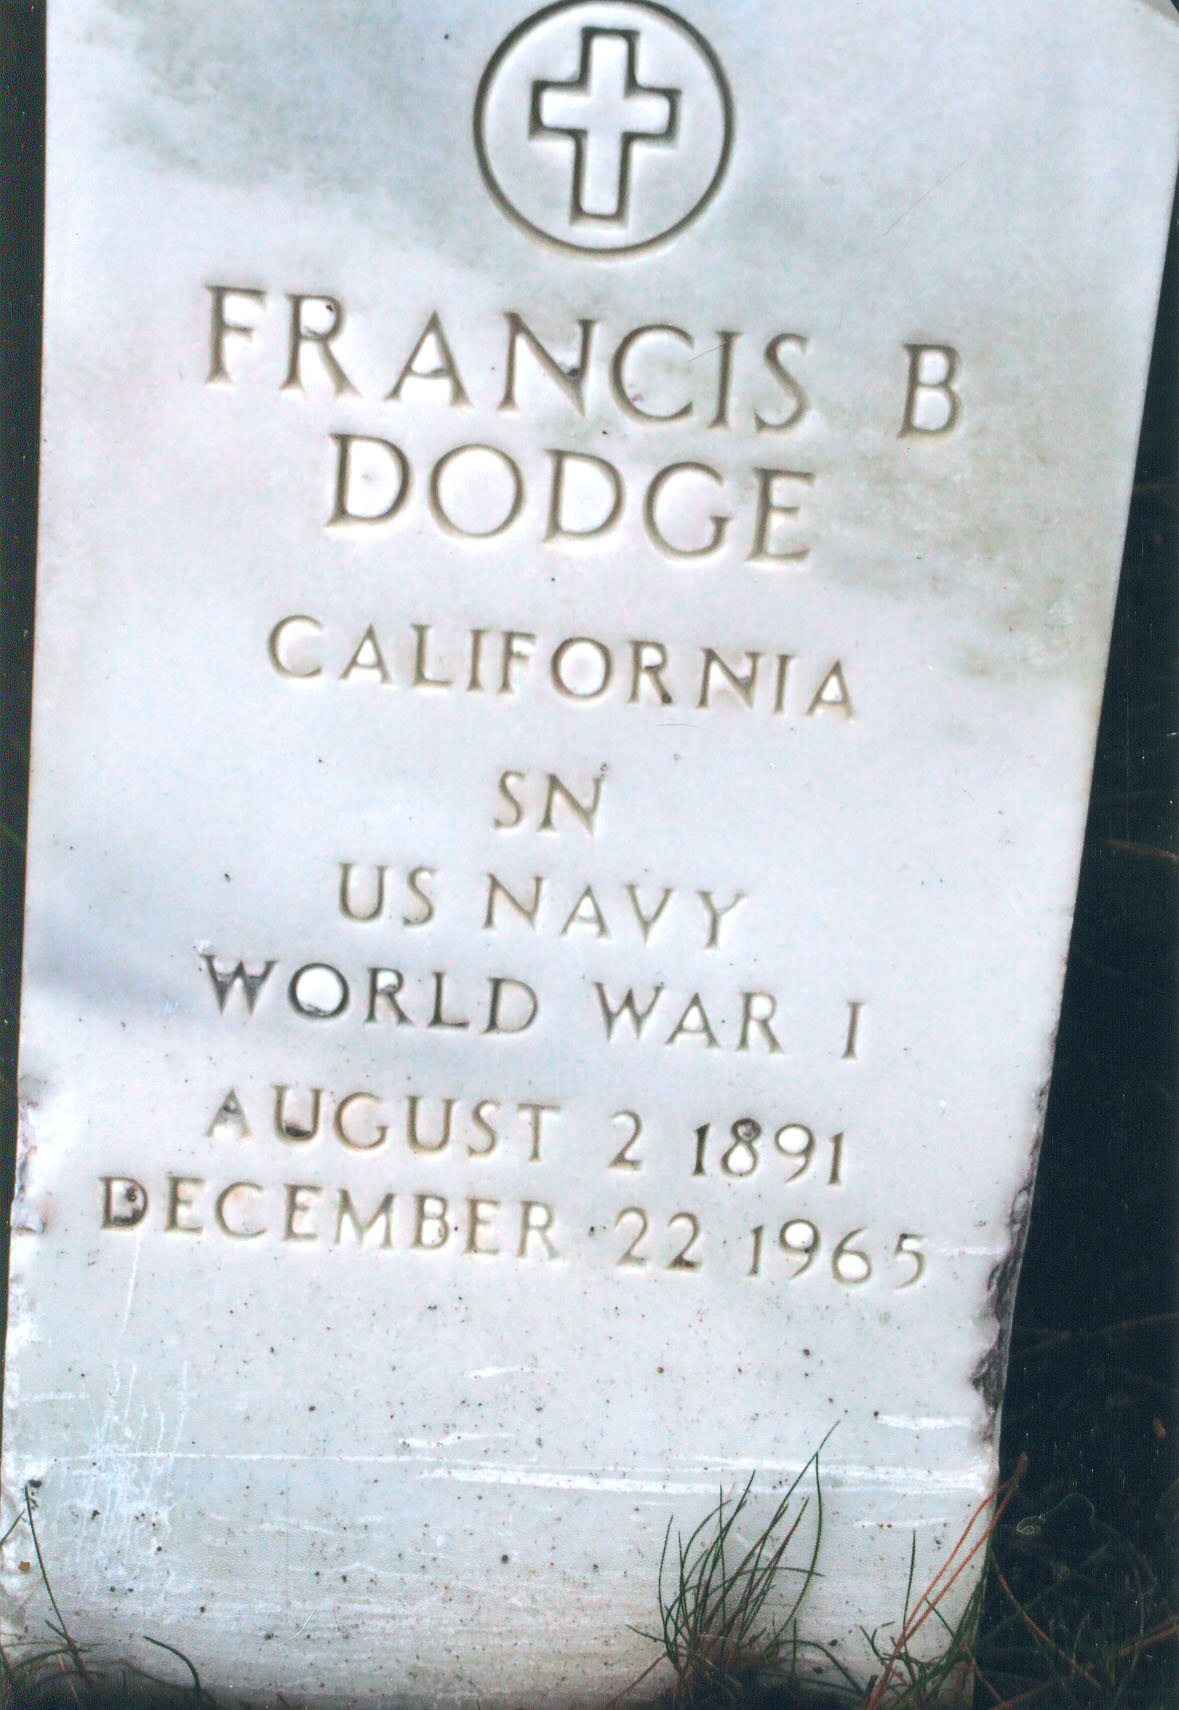 FRANCIS B
DODGE
CALIFORNIA
SN
US NAVY
WORLD WAR I
AUGUST 2 1891
DECEMBER 22 1965